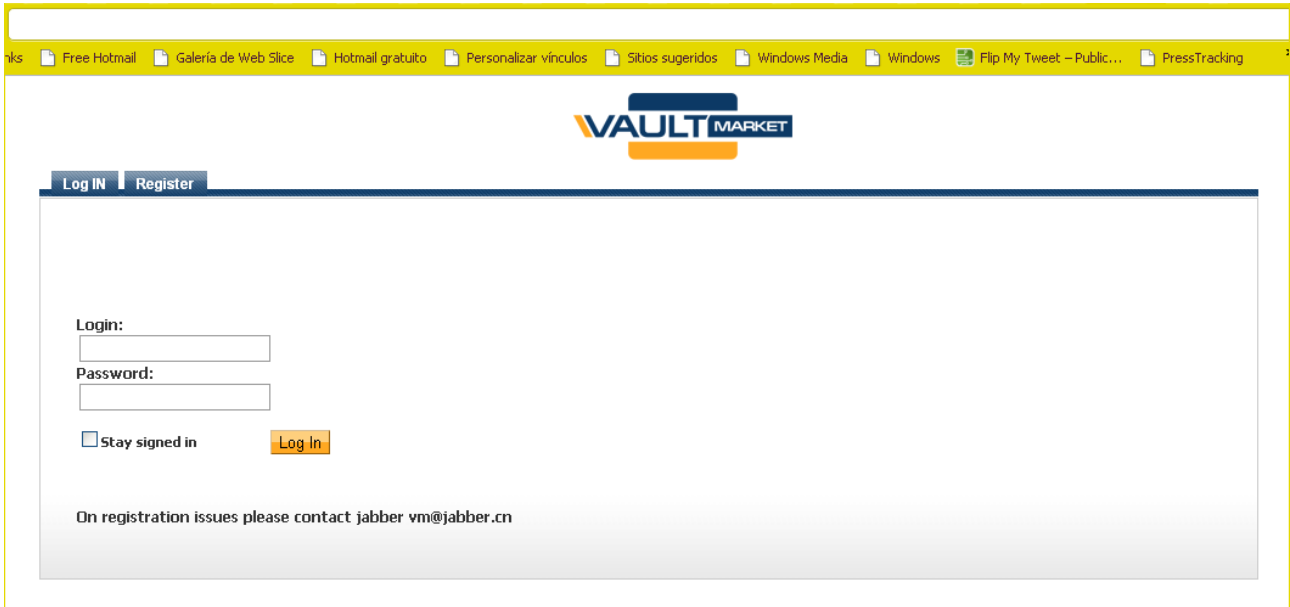 Free Hotmail Galería de Web Slice Hotmail gratuito Personalizar vínculos Sitios sugeridos Windows Media Windows Flip My Tweet – Public... PressTracking
VAULT MARKET
Log IN Register
Login:
Password:
Stay signed in Log In
On registration issues please contact jabber vm@jabber.cn